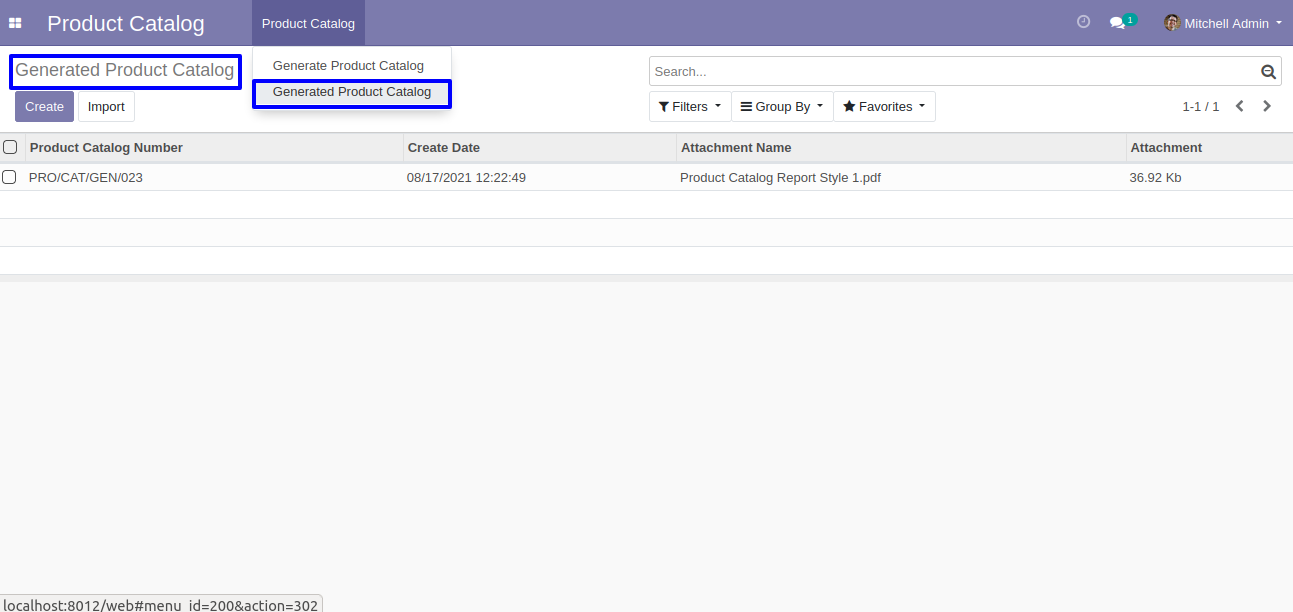 Product Catalog Product Catalog 1 Mitchell Admin
Generated Product Catalog
Generate Product Catalog
Generated Product Catalog
Search...
Create Import
Filters Group By Favorites 1-1 / 1
Product Catalog Number Create Date Attachment Name Attachment
PRO/CAT/GEN/023 08/17/2021 12:22:49 Product Catalog Report Style 1.pdf 36.92 Kb
localhost:8012/web#menu_id=200&action=302